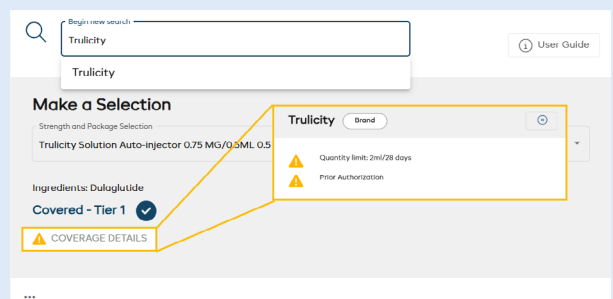 Begin new search
Trulicity
User Guide
Trulicity
Make a Selection
Strength and Package Selection
Trulicity Solution Auto-injector 0.75 MG/0.5ML 0.5
Trulicity Brand
Quantity limit: 2ml/28 days
Prior Authorization
Ingredients: Dulaglutide
Covered - Tier 1
COVERAGE DETAILS
...